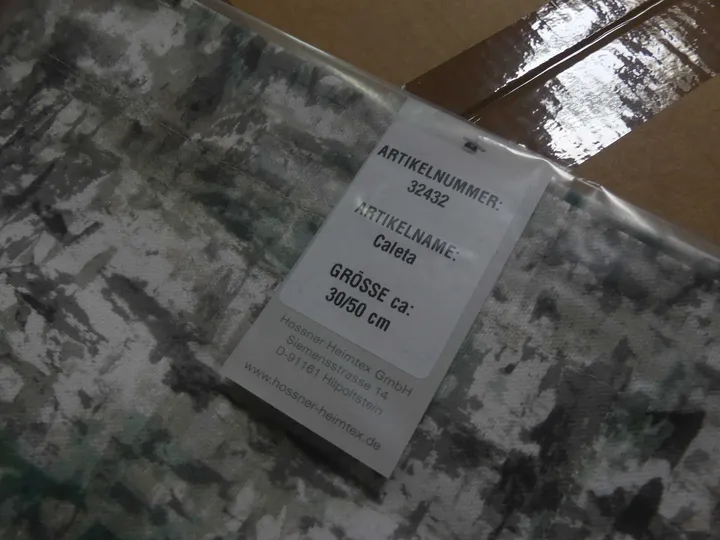 ARTIKELNUMMER:
32432
ARTIKELNAME:
Caleta
GRÖSSE ca:
30/50 cm
Hossner Heimtex GmbH
Siemensstrasse 14
D-91161 Hilpoltstein
www.hossner-heimtex.de